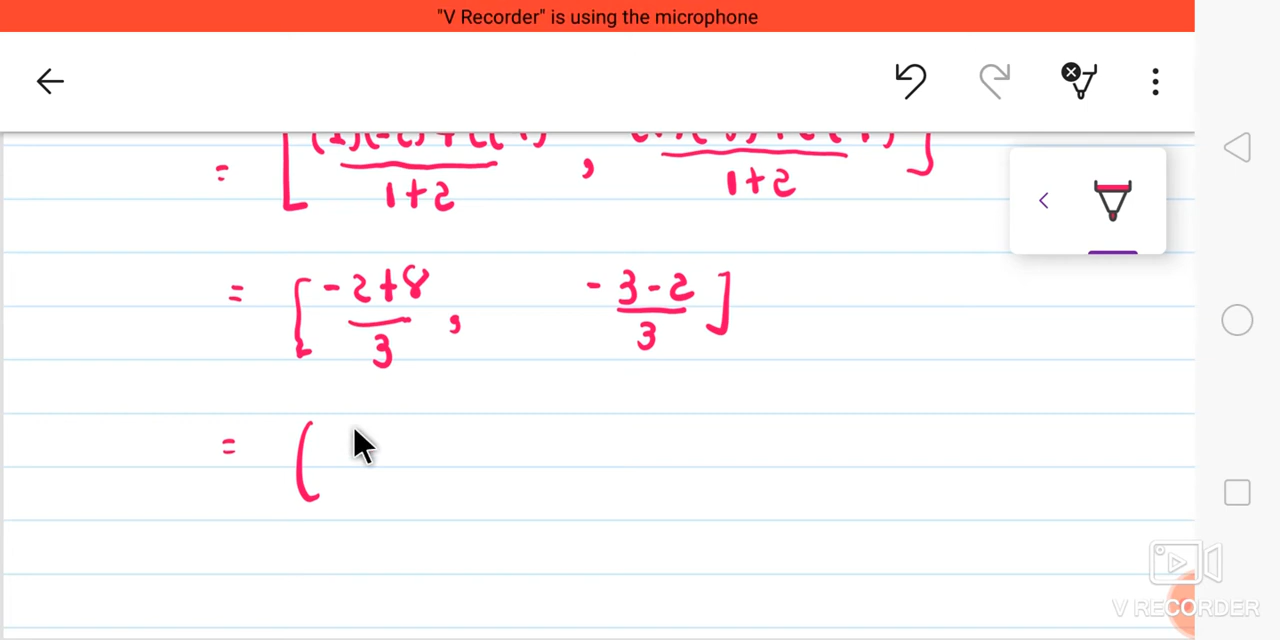 "V Recorder" is using the microphone
= [ ───── / 1+2 , ───── / 1+2 ]
= [ -2+8 / 3 , -3-2 / 3 ]
= (
V RECORDER